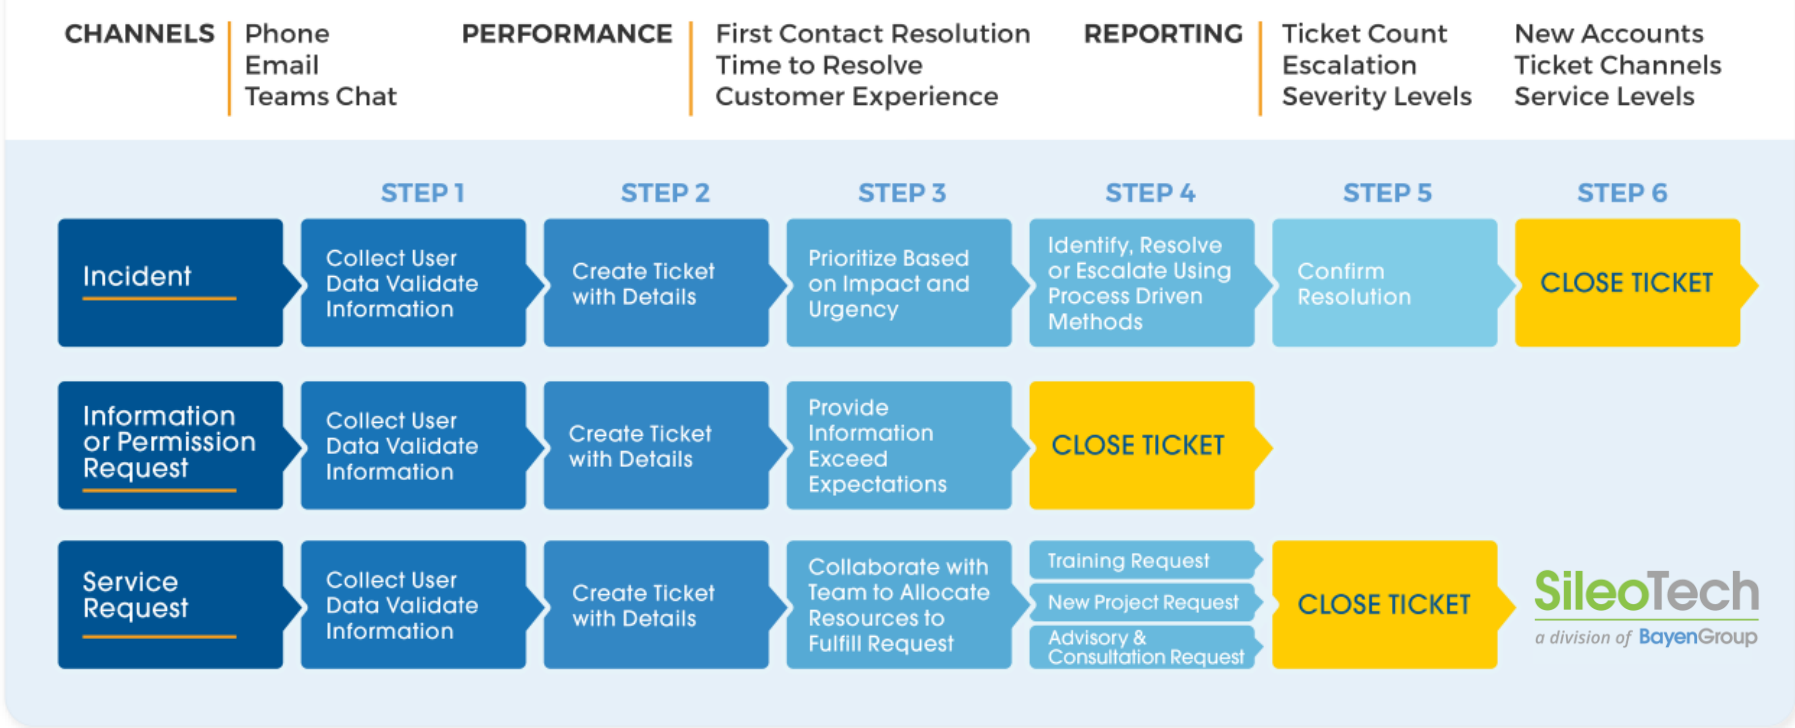 CHANNELS
Phone
Email
Teams Chat
PERFORMANCE
First Contact Resolution
Time to Resolve
Customer Experience
REPORTING
Ticket Count
Escalation
Severity Levels
New Accounts
Ticket Channels
Service Levels
STEP 1
STEP 2
STEP 3
STEP 4
STEP 5
STEP 6
Incident
Collect User
Data Validate
Information
Create Ticket
with Details
Prioritize Based
on Impact and
Urgency
Identify, Resolve
or Escalate Using
Process Driven
Methods
Confirm
Resolution
CLOSE TICKET
Information
or Permission
Request
Collect User
Data Validate
Information
Create Ticket
with Details
Provide
Information
Exceed
Expectations
CLOSE TICKET
Service
Request
Collect User
Data Validate
Information
Create Ticket
with Details
Collaborate with
Team to Allocate
Resources to
Fulfill Request
Training Request
New Project Request
Advisory &
Consultation Request
CLOSE TICKET
SileoTech
a division of BayenGroup